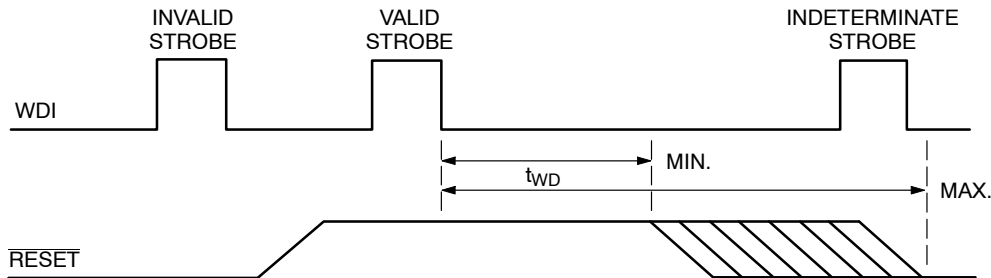 INVALID
STROBE
VALID
STROBE
INDETERMINATE
STROBE
WDI
MIN.
tWD
MAX.
RESET